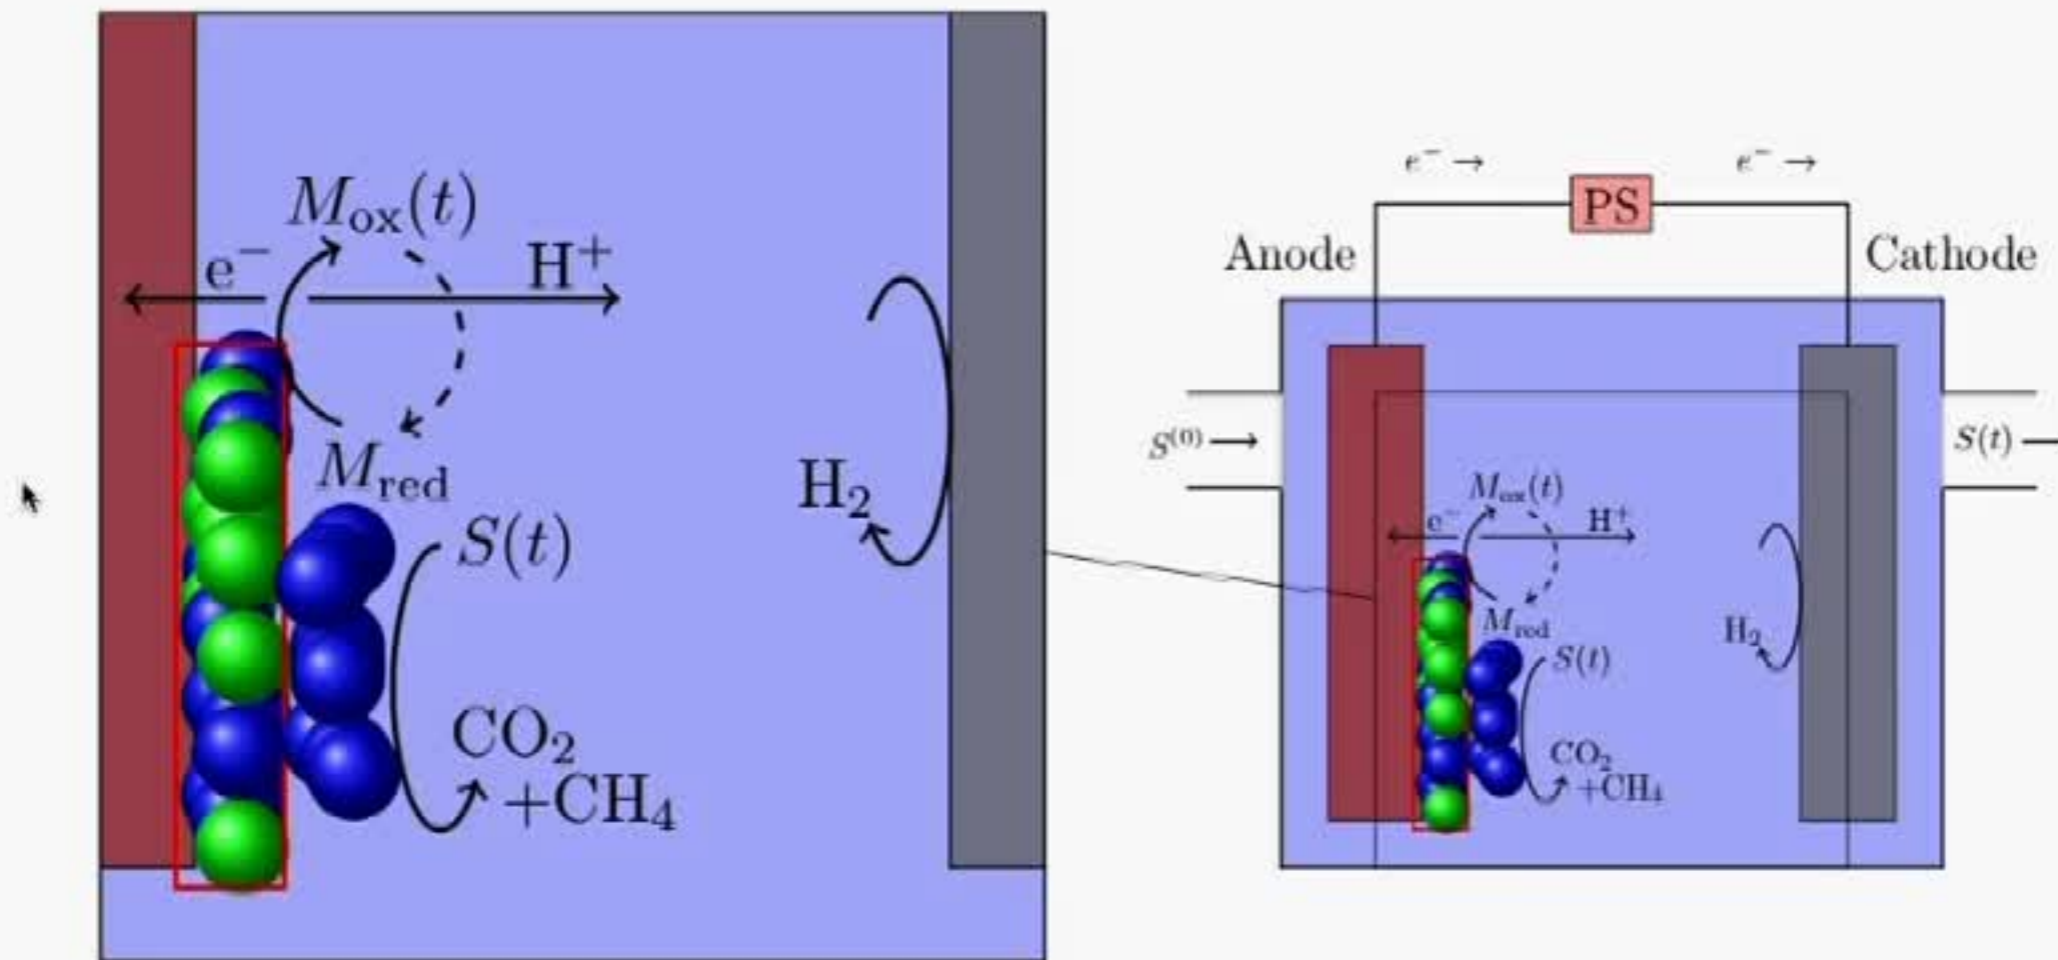 M_ox(t)
e⁻
H⁺
M_red
S(t)
H₂
CO₂
+CH₄
e⁻ →
e⁻ →
PS
Anode
Cathode
S⁽⁰⁾ →
S(t)
M_ox(t)
e⁻
H⁺
M_red
S(t)
H₂
CO₂
+CH₄